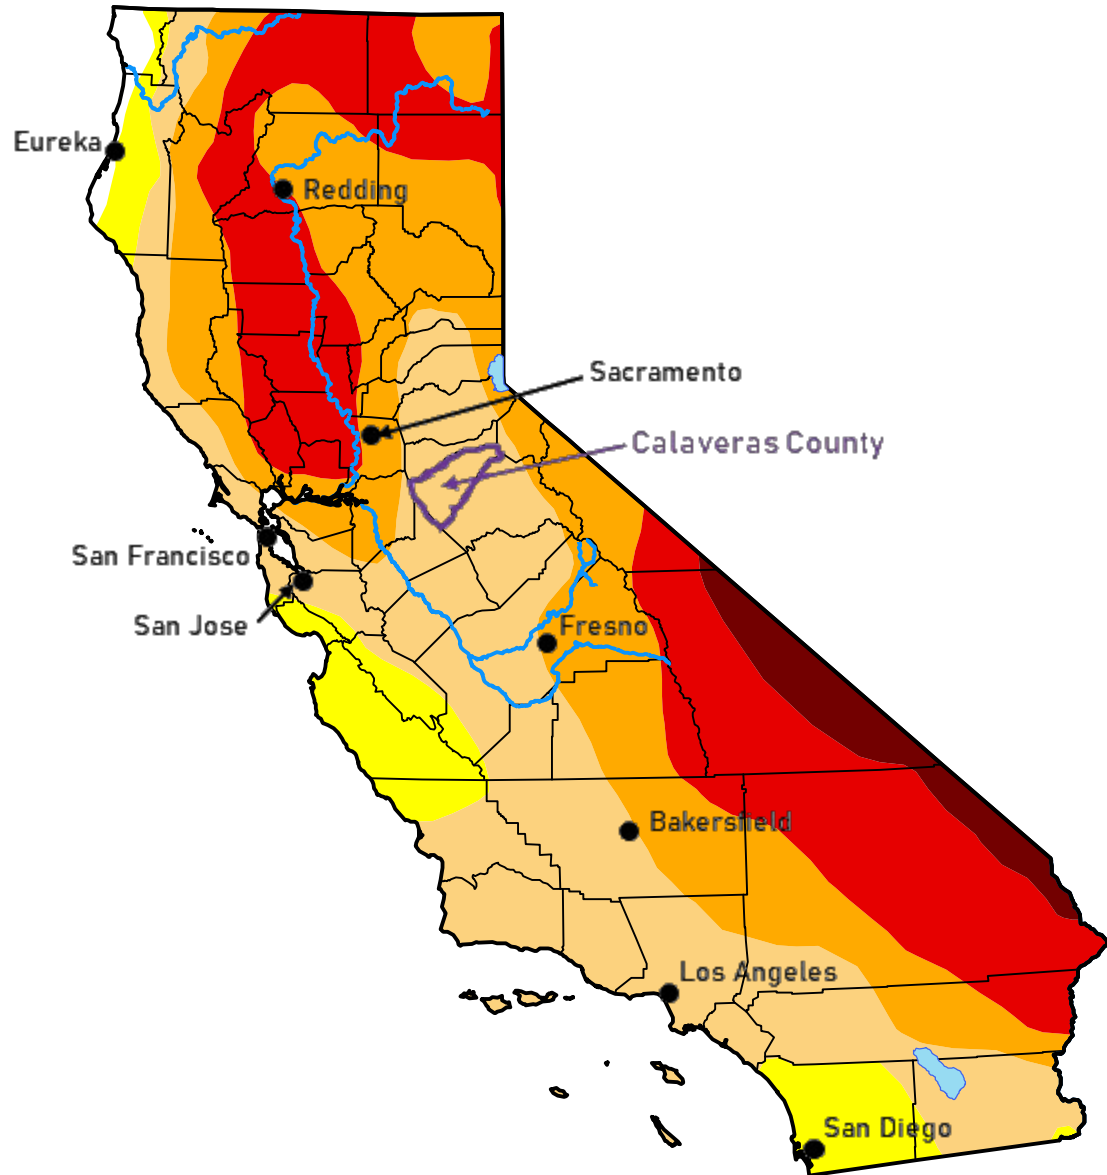 Eureka
Redding
Sacramento
Calaveras County
San Francisco
San Jose
Fresno
Bakersfield
Los Angeles
San Diego